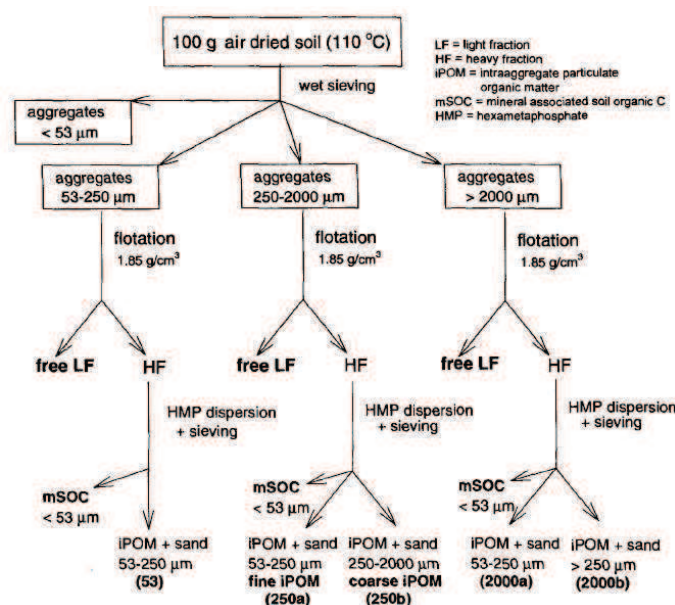 100 g air dried soil (110 °C)
LF = light fraction
HF = heavy fraction
iPOM = intraaggregate particulate
organic matter
mSOC = mineral associated soil organic C
HMP = hexametaphosphate
wet sieving
aggregates
< 53 μm
aggregates
53-250 μm
aggregates
250-2000 μm
aggregates
> 2000 μm
flotation
1.85 g/cm³
flotation
1.85 g/cm³
flotation
1.85 g/cm³
free LF
HF
free LF
HF
free LF
HF
HMP dispersion
+ sieving
HMP dispersion
+ sieving
HMP dispersion
+ sieving
mSOC
< 53 μm
mSOC
< 53 μm
mSOC
< 53 μm
iPOM + sand
53-250 μm
(53)
iPOM + sand
53-250 μm
fine iPOM
(250a)
iPOM + sand
250-2000 μm
coarse iPOM
(250b)
iPOM + sand
53-250 μm
(2000a)
iPOM + sand
> 250 μm
(2000b)